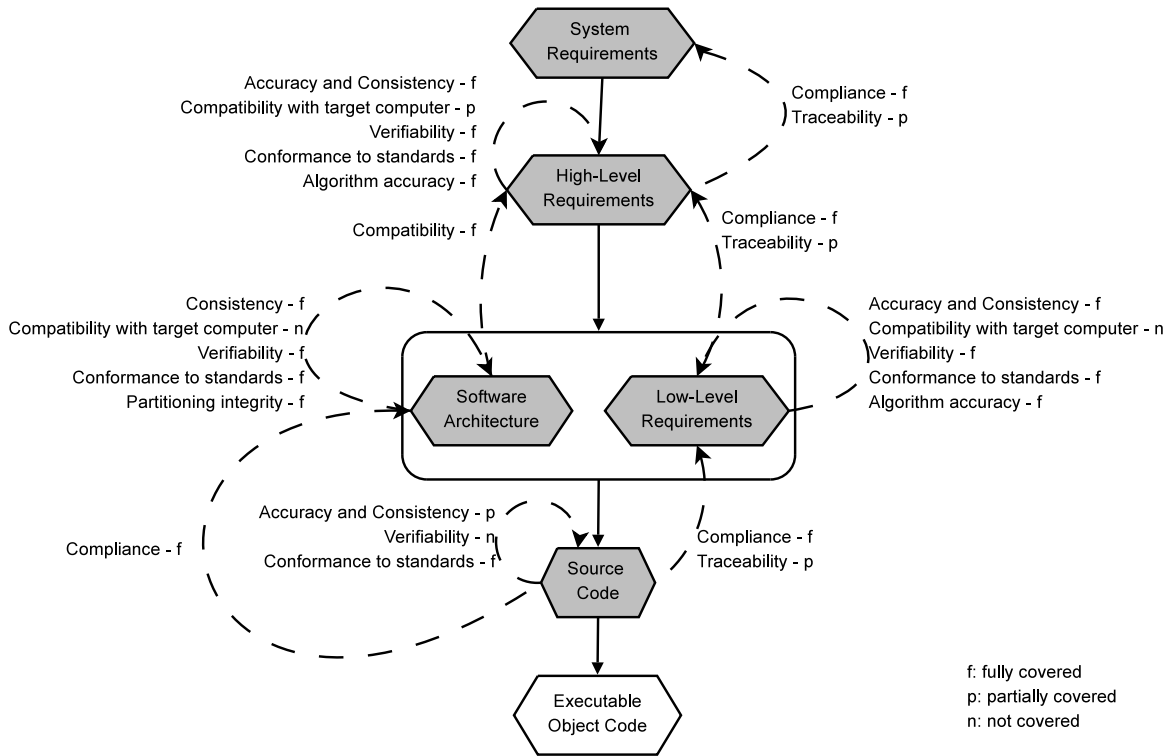 System
Requirements
Accuracy and Consistency - f
Compatibility with target computer - p
Verifiability - f
Conformance to standards - f
Algorithm accuracy - f
Compliance - f
Traceability - p
High-Level
Requirements
Compatibility - f
Compliance - f
Traceability - p
Consistency - f
Compatibility with target computer - n
Verifiability - f
Conformance to standards - f
Partitioning integrity - f
Accuracy and Consistency - f
Compatibility with target computer - n
Verifiability - f
Conformance to standards - f
Algorithm accuracy - f
Software
Architecture
Low-Level
Requirements
Compliance - f
Accuracy and Consistency - p
Verifiability - n
Conformance to standards - f
Compliance - f
Traceability - p
Source
Code
Executable
Object Code
f: fully covered
p: partially covered
n: not covered